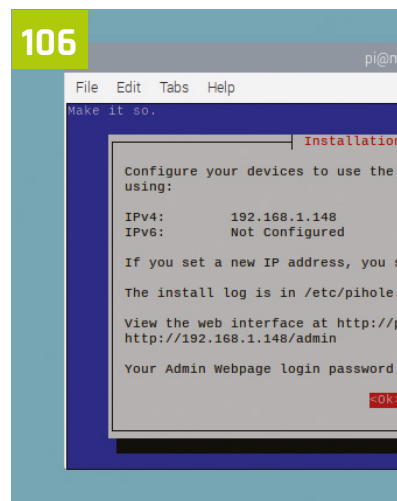 106
pi@m
File Edit Tabs Help
Make it so.
Installation
Configure your devices to use the
using:
IPv4: 192.168.1.148
IPv6: Not Configured
If you set a new IP address, you s
The install log is in /etc/pihole.
View the web interface at http://p
http://192.168.1.148/admin
Your Admin Webpage login password
<Ok>